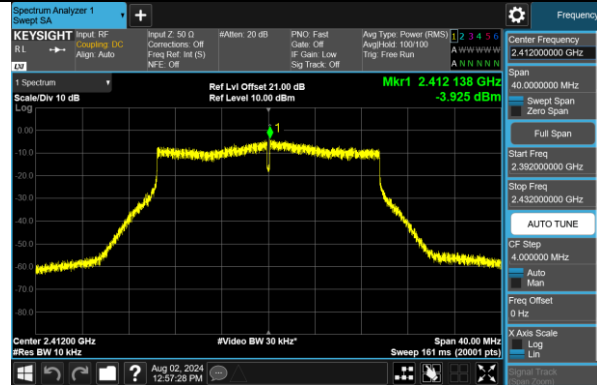 Spectrum Analyzer 1
Swept SA
Frequency
KEYSIGHT
RL
LXI
Input: RF
Coupling: DC
Align: Auto
Input Z: 50 Ω
Corrections: Off
Freq Ref: Int (S)
NFE: Off
#Atten: 20 dB
PNO: Fast
Gate: Off
IF Gain: Low
Sig Track: Off
Avg Type: Power (RMS)
Avg|Hold: 100/100
Trig: Free Run
1 2 3 4 5 6
A W W W W W
A N N N N N
1 Spectrum
Scale/Div 10 dB
Log
Ref Lvl Offset 21.00 dB
Ref Level 10.00 dBm
Mkr1 2.412 138 GHz
-3.925 dBm
1
0.00
-10.0
-20.0
-30.0
-40.0
-50.0
-60.0
-70.0
-80.0
Center 2.41200 GHz
#Res BW 10 kHz
#Video BW 30 kHz*
Span 40.00 MHz
Sweep 161 ms (20001 pts)
Aug 02, 2024
12:57:28 PM
Center Frequency
2.412000000 GHz
Span
40.0000000 MHz
Swept Span
Zero Span
Full Span
Start Freq
2.392000000 GHz
Stop Freq
2.432000000 GHz
AUTO TUNE
CF Step
4.000000 MHz
Auto
Man
Freq Offset
0 Hz
X Axis Scale
Log
Lin
Signal Track
(Span Zoom)